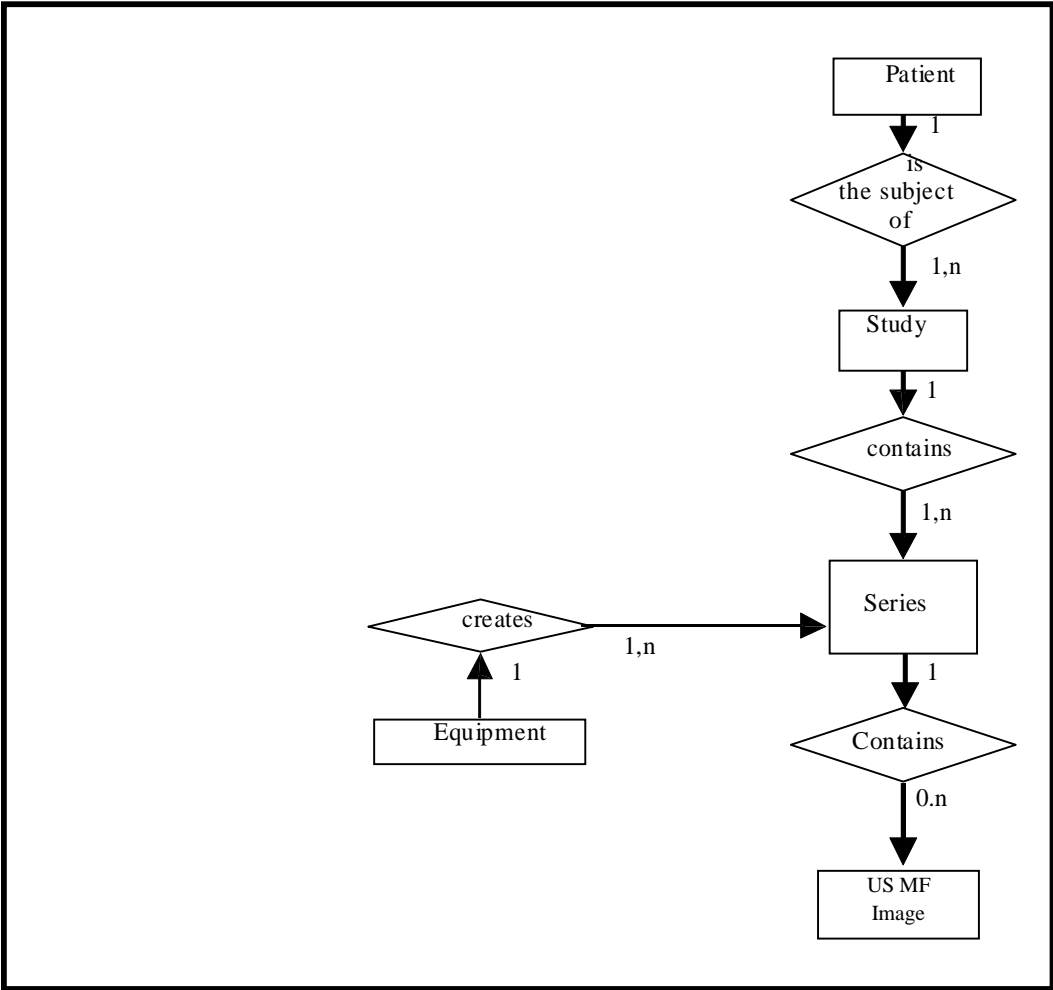 Patient
1
is
the subject
of
1,n
Study
1
contains
1,n
Series
creates
1,n
1
Equipment
1
Contains
0.n
US MF
Image